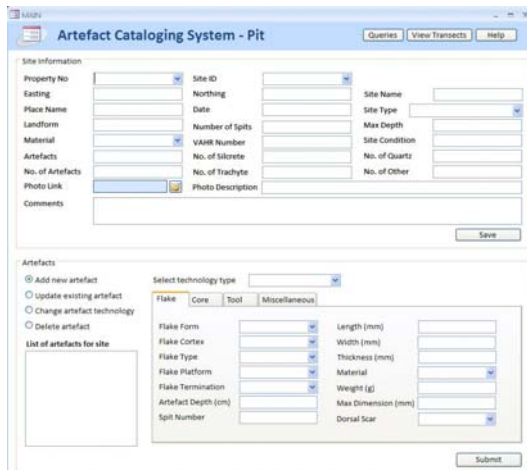 MAIN
Artefact Cataloging System - Pit
Queries View Transects Help
Site Information
Property No Site ID
Easting Northing Site Name
Place Name Date Site Type
Landform Number of Spits Max Depth
Material VAHR Number Site Condition
Artefacts No. of Silcrete No. of Quartz
No. of Artefacts No. of Trachyte No. of Other
Photo Link Photo Description
Comments
Save
Artefacts
Add new artefact Select technology type
Update existing artefact Flake Core Tool Miscellaneous
Change artefact technology
Delete artefact Flake Form Length (mm)
List of artefacts for site Flake Cortex Width (mm)
Flake Type Thickness (mm)
Flake Platform Material
Flake Termination Weight (g)
Artefact Depth (cm) Max Dimension (mm)
Spit Number Dorsal Scar
Submit